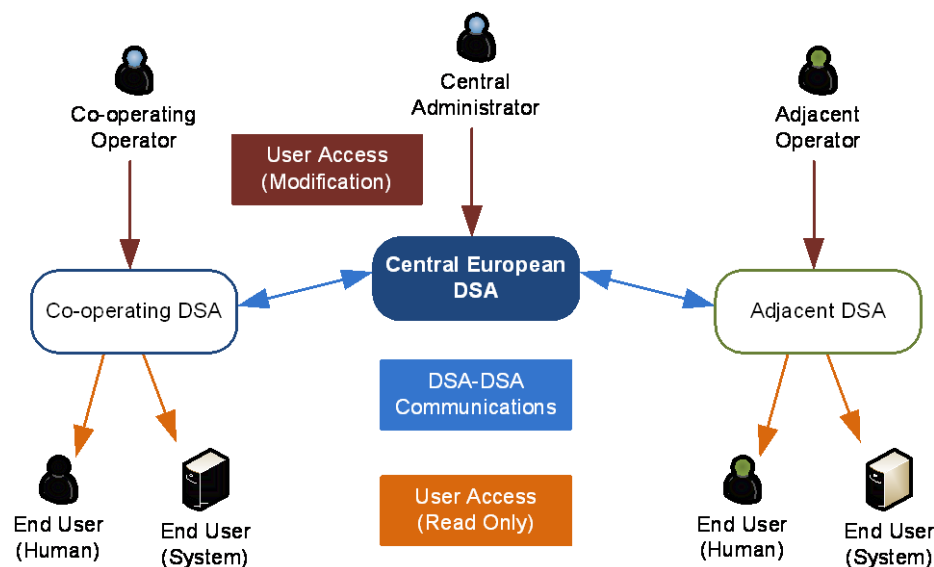 Co-operating
Operator
Central
Administrator
Adjacent
Operator
User Access
(Modification)
Central European
DSA
Co-operating DSA
Adjacent DSA
DSA-DSA
Communications
User Access
(Read Only)
End User
(Human)
End User
(System)
End User
(Human)
End User
(System)